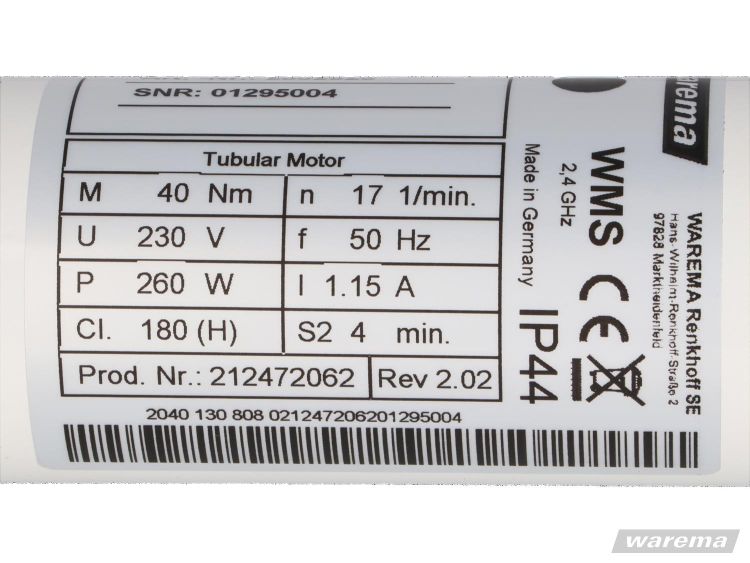 SNR: 01295004
Tubular Motor
M 40 Nm n 17 1/min.
U 230 V f 50 Hz
P 260 W I 1.15 A
Cl. 180 (H) S2 4 min.
Prod. Nr.: 212472062 Rev 2.02
2040 130 808 021247206201295004
warema
WAREMA Renkhoff SE
Hans-Wilhelm-Renkhoff-Straße 2
97828 Marktheidenfeld
WMS CE
2,4 GHz
Made in Germany
IP44
warema